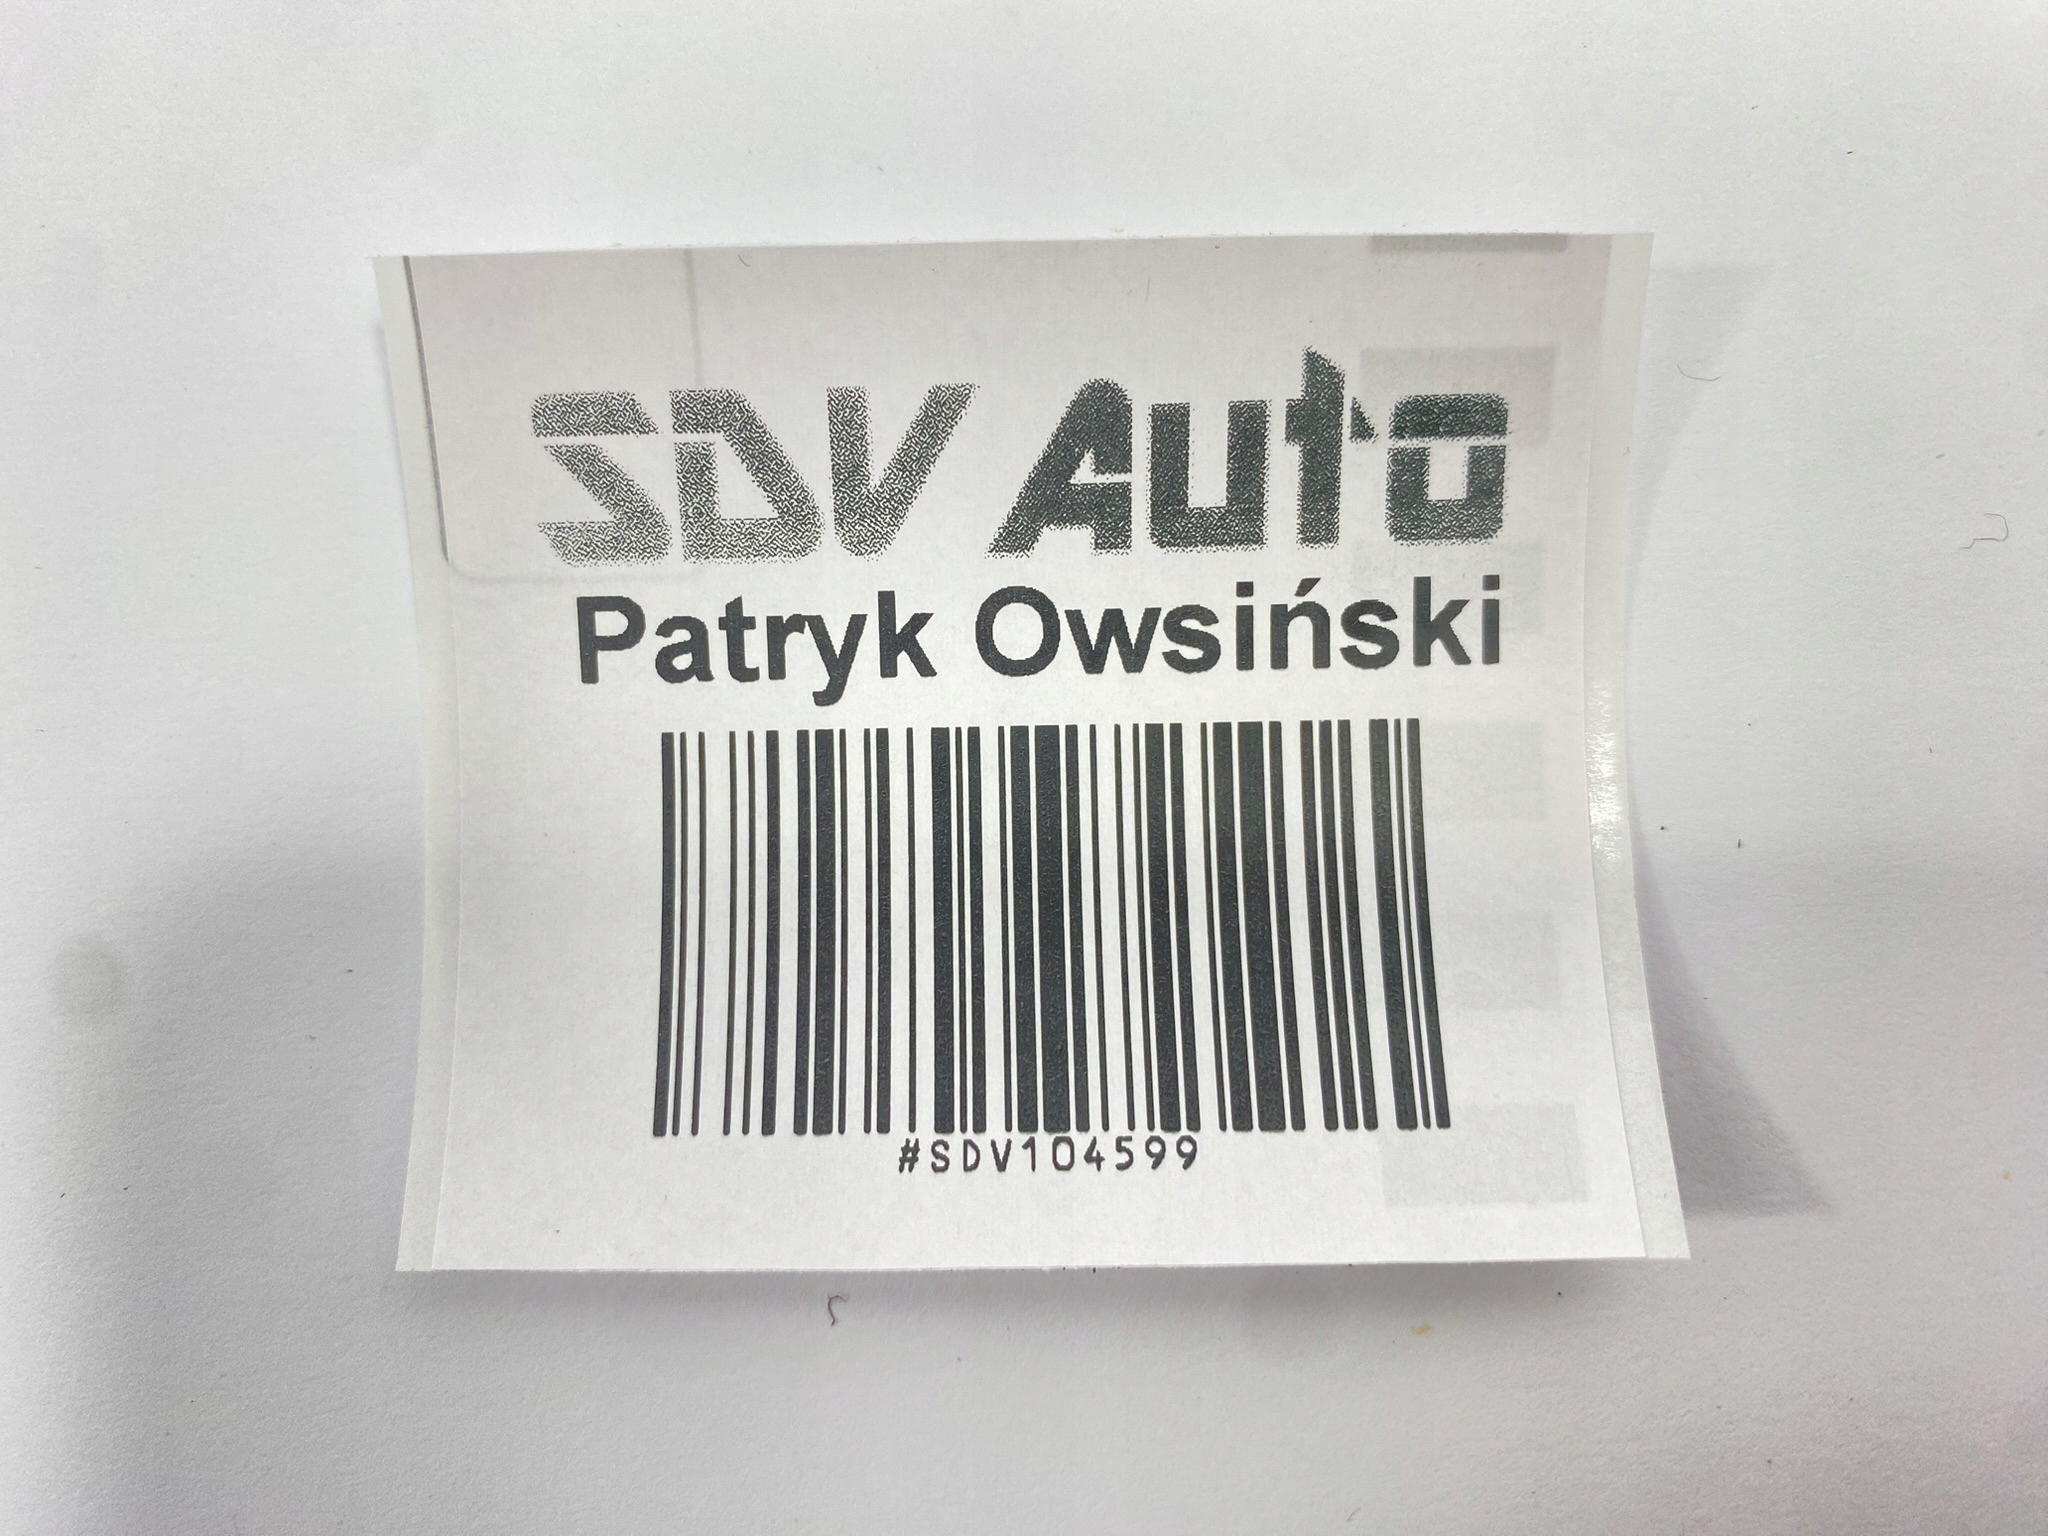 SDV Auto
Patryk Owsiński
#SDV104599